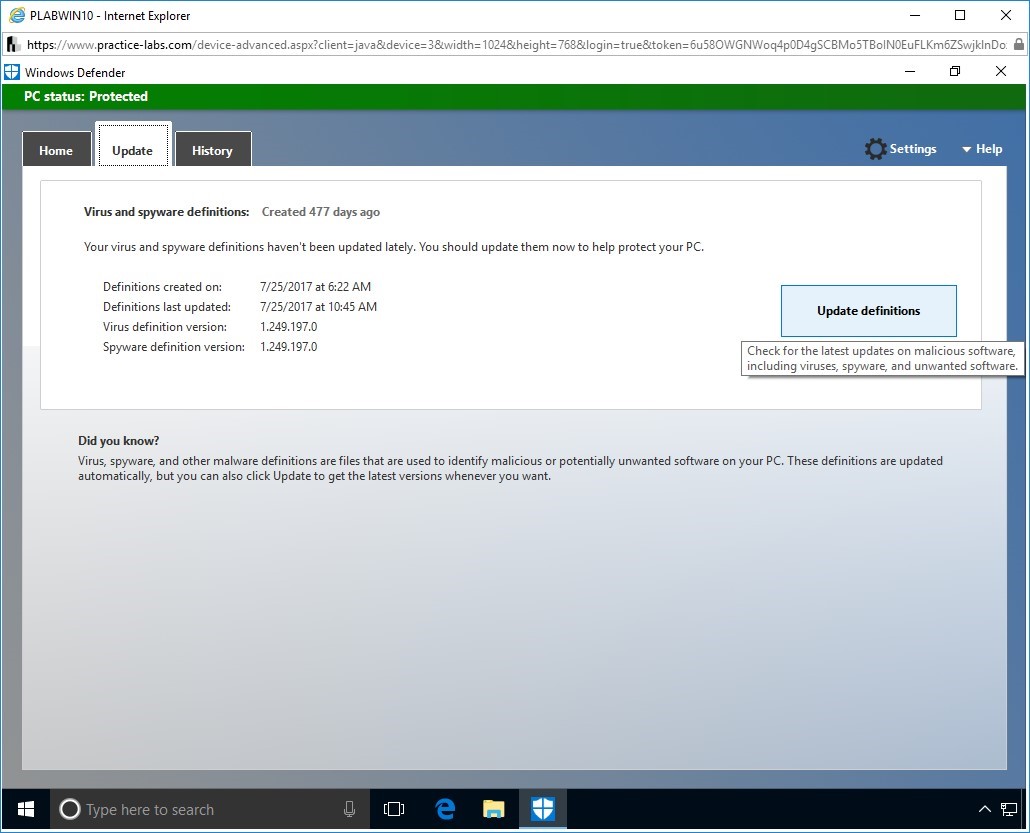 PLABWIN10 - Internet Explorer
https://www.practice-labs.com/device-advanced.aspx?client=java&device=3&width=1024&height=768&login=true&token=
Windows Defender
PC status: Protected
Home
Update
History
Settings
Help
Virus and spyware definitions: Created 477 days ago
Your virus and spyware definitions haven't been updated lately. You should update them now to help protect your PC.
Definitions created on: 7/25/2017 at 6:22 AM
Definitions last updated: 7/25/2017 at 10:45 AM
Virus definition version: 1.249.197.0
Spyware definition version: 1.249.197.0
Update definitions
Check for the latest updates on malicious software,
including viruses, spyware, and unwanted software.
Did you know?
Virus, spyware, and other malware definitions are files that are used to identify malicious or potentially unwanted software on your PC. These definitions are updated
automatically, but you can also click Update to get the latest versions whenever you want.
Type here to search